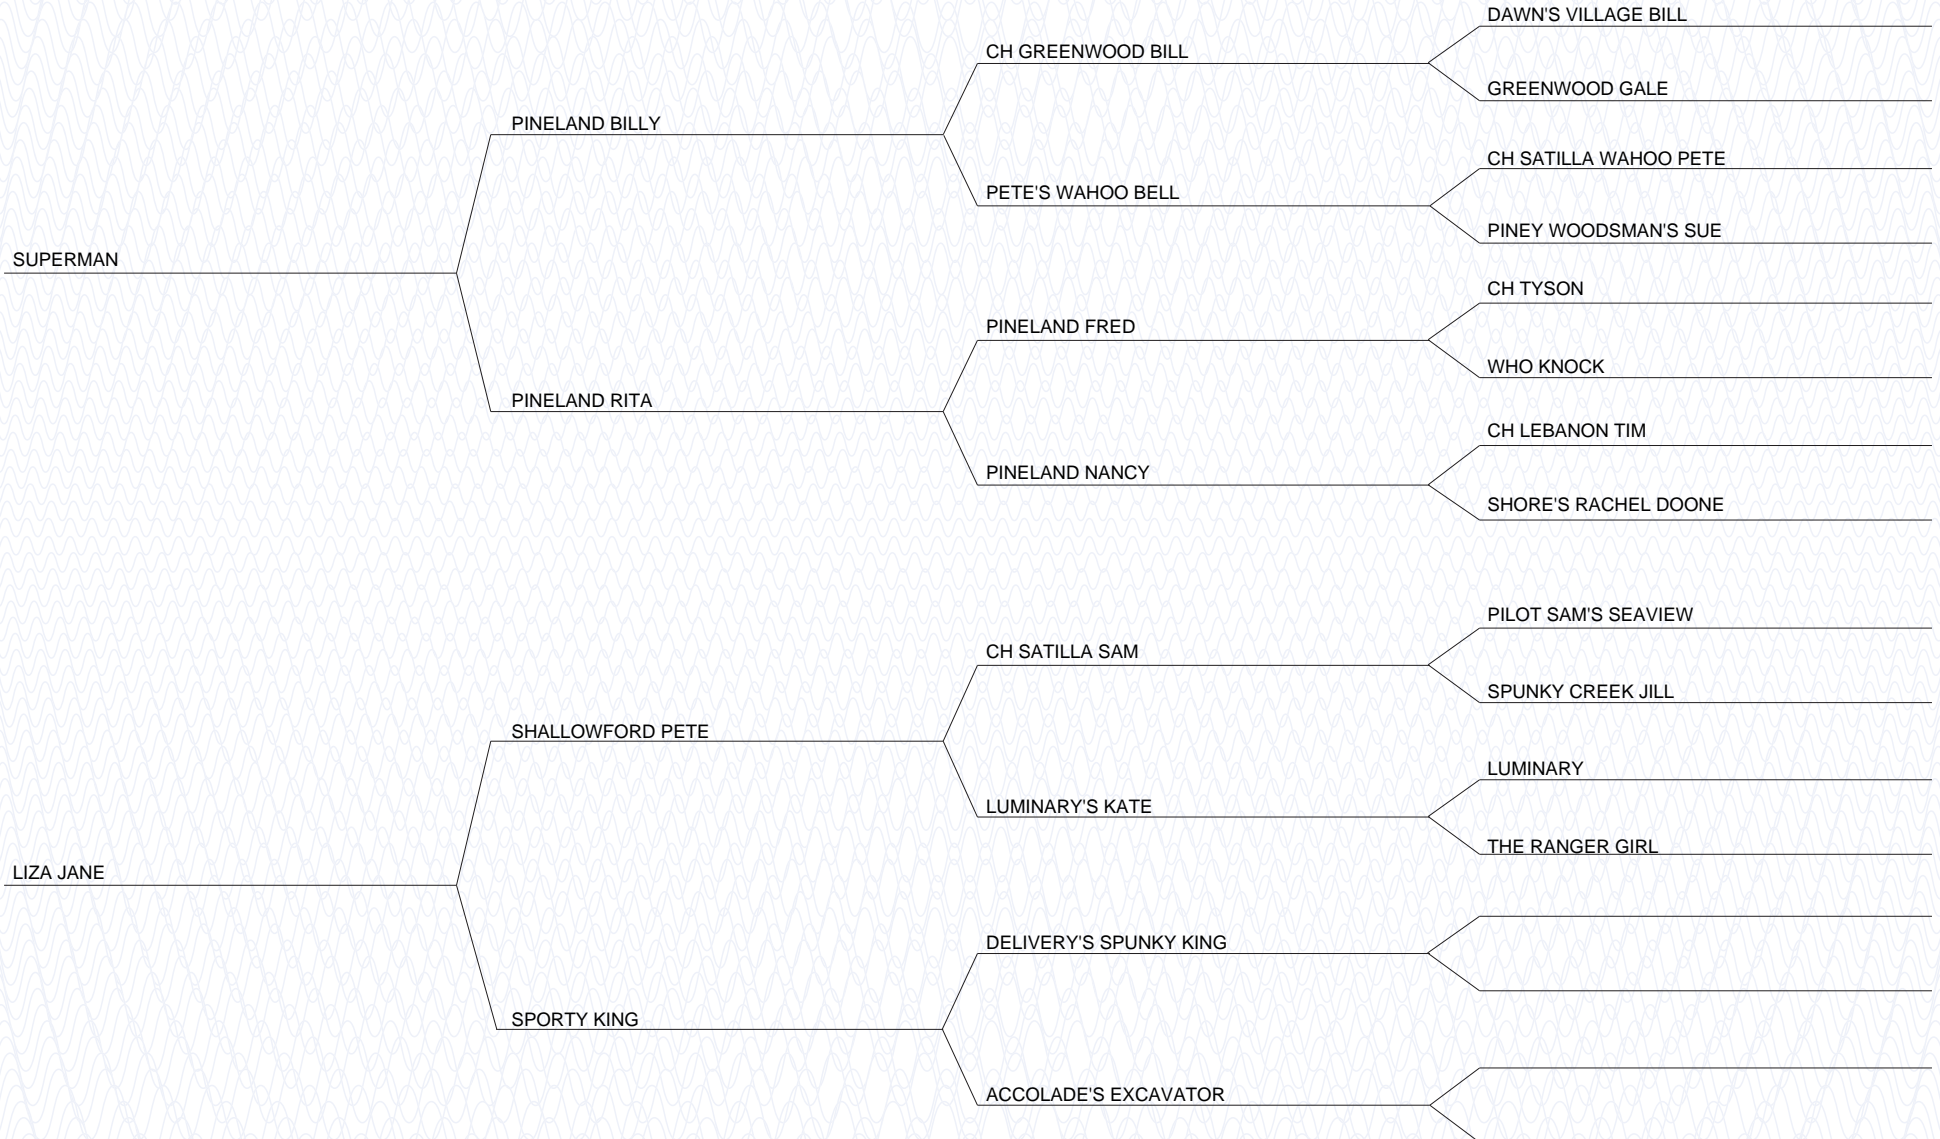 DAWN'S VILLAGE BILL
CH GREENWOOD BILL
GREENWOOD GALE
PINELAND BILLY
CH SATILLA WAHOO PETE
PETE'S WAHOO BELL
PINEY WOODSMAN'S SUE
SUPERMAN
CH TYSON
PINELAND FRED
WHO KNOCK
PINELAND RITA
CH LEBANON TIM
PINELAND NANCY
SHORE'S RACHEL DOONE
PILOT SAM'S SEAVIEW
CH SATILLA SAM
SPUNKY CREEK JILL
SHALLOWFORD PETE
LUMINARY
LUMINARY'S KATE
THE RANGER GIRL
LIZA JANE
DELIVERY'S SPUNKY KING
SPORTY KING
ACCOLADE'S EXCAVATOR